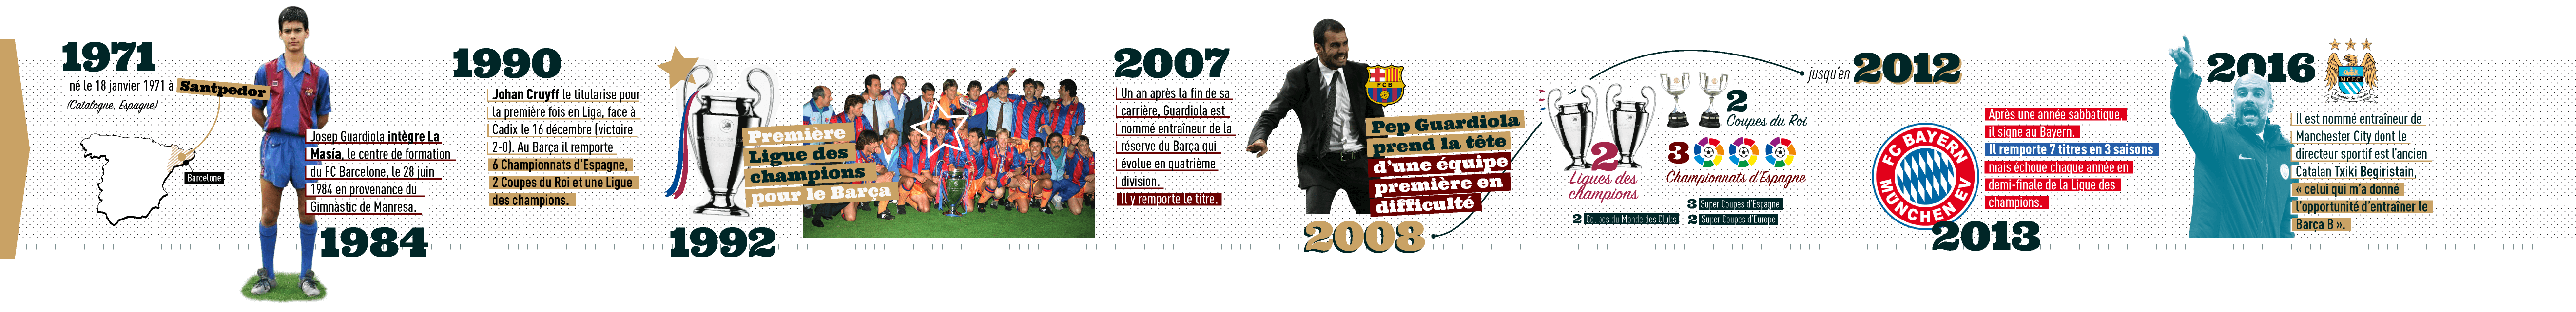 1971
né le 18 janvier 1971 à Santpedor
(Catalogne, Espagne)
Barcelone
Josep Guardiola intègre La
Masía, le centre de formation
du FC Barcelone, le 28 juin
1984 en provenance du
Gimnàstic de Manresa.
1984
1990
Johan Cruyff le titularise pour
la première fois en Liga, face à
Cadix le 16 décembre (victoire
2-0). Au Barça il remporte
6 Championnats d'Espagne,
2 Coupes du Roi et une Ligue
des champions.
Première
Ligue des
champions
pour le Barça
1992
2007
Un an après la fin de sa
carrière, Guardiola est
nommé entraîneur de la
réserve du Barça qui
évolue en quatrième
division.
Il y remporte le titre.
FCB
Pep Guardiola
prend la tête
d'une équipe
première en
difficulté
2008
2
Ligues des
champions
2
Coupes du Roi
3
Championnats d'Espagne
3 Super Coupes d'Espagne
2 Coupes du Monde des Clubs
2 Super Coupes d'Europe
jusqu'en 2012
FC BAYERN
MÜNCHEN EV
2013
Après une année sabbatique,
il signe au Bayern.
Il remporte 7 titres en 3 saisons
mais échoue chaque année en
demi-finale de la Ligue des
champions.
2016
M.C.F.C.
Il est nommé entraîneur de
Manchester City dont le
directeur sportif est l'ancien
Catalan Txiki Begiristain,
« celui qui m'a donné
l'opportunité d'entraîner le
Barça B ».